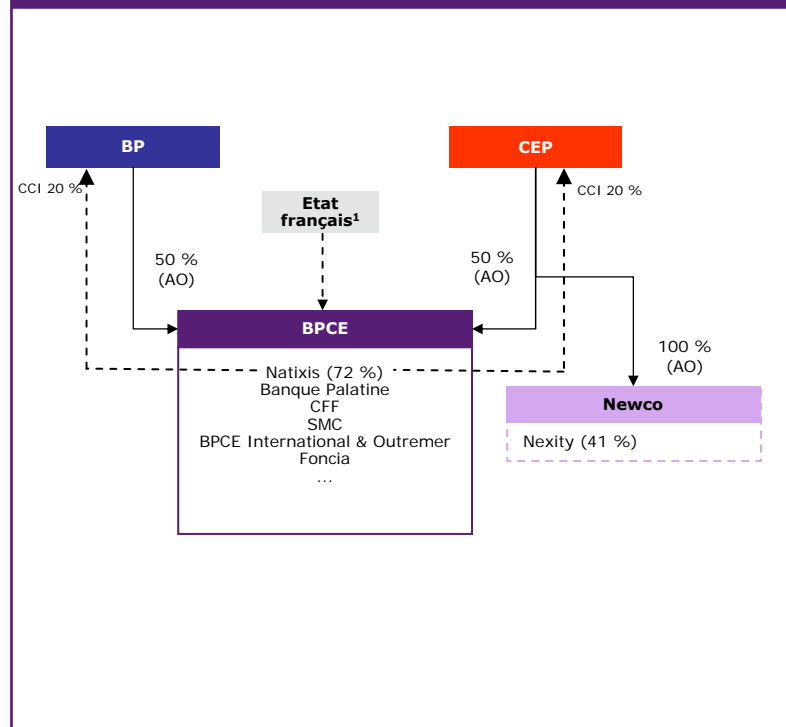 BP
CEP
CCI 20 %
CCI 20 %
Etat
français¹
50 %
(AO)
50 %
(AO)
BPCE
100 %
(AO)
Natixis (72 %)
Banque Palatine
CFF
SMC
BPCE International & Outremer
Foncia
...
Newco
Nexity (41 %)